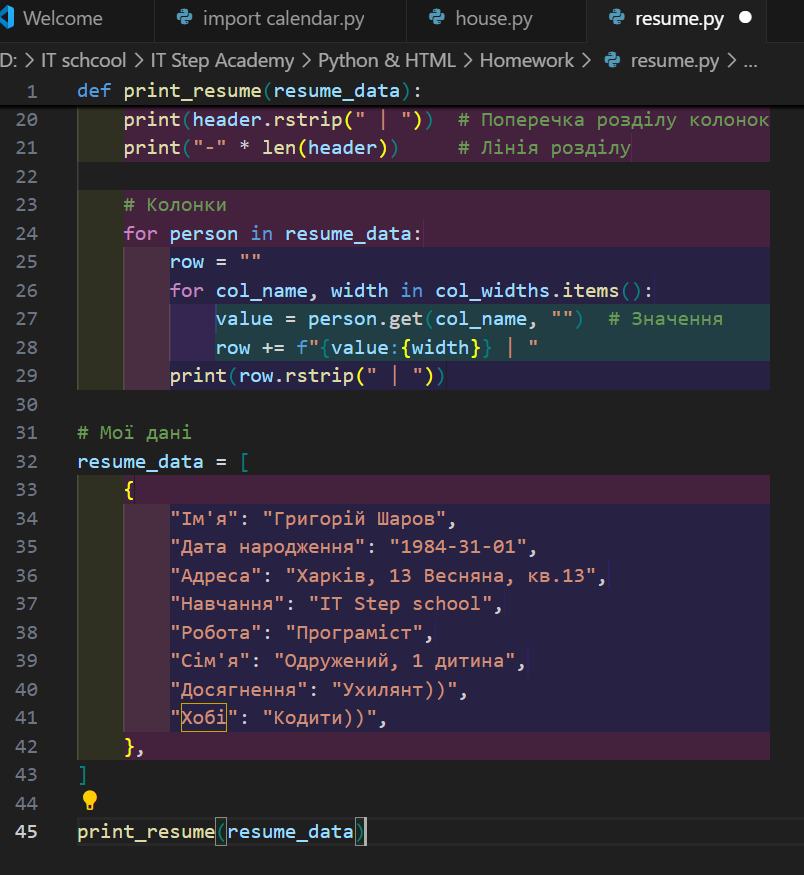 Welcome import calendar.py house.py resume.py
D: > IT schcool > IT Step Academy > Python & HTML > Homework > resume.py > ...
1 def print_resume(resume_data):
20 print(header.rstrip(" | ")) # Поперечка розділу колонок
21 print("-" * len(header)) # Лінія розділу
22
23 # Колонки
24 for person in resume_data:
25 row = ""
26 for col_name, width in col_widths.items():
27 value = person.get(col_name, "") # Значення
28 row += f"{value:{width}} | "
29 print(row.rstrip(" | "))
30
31 # Мої дані
32 resume_data = [
33 {
34 "Ім'я": "Григорій Шаров",
35 "Дата народження": "1984-31-01",
36 "Адреса": "Харків, 13 Весняна, кв.13",
37 "Навчання": "IT Step school",
38 "Робота": "Програміст",
39 "Сім'я": "Одружений, 1 дитина",
40 "Досягнення": "Ухилянт))",
41 "Хобі": "Кодити))",
42 },
43 ]
44
45 print_resume(resume_data)